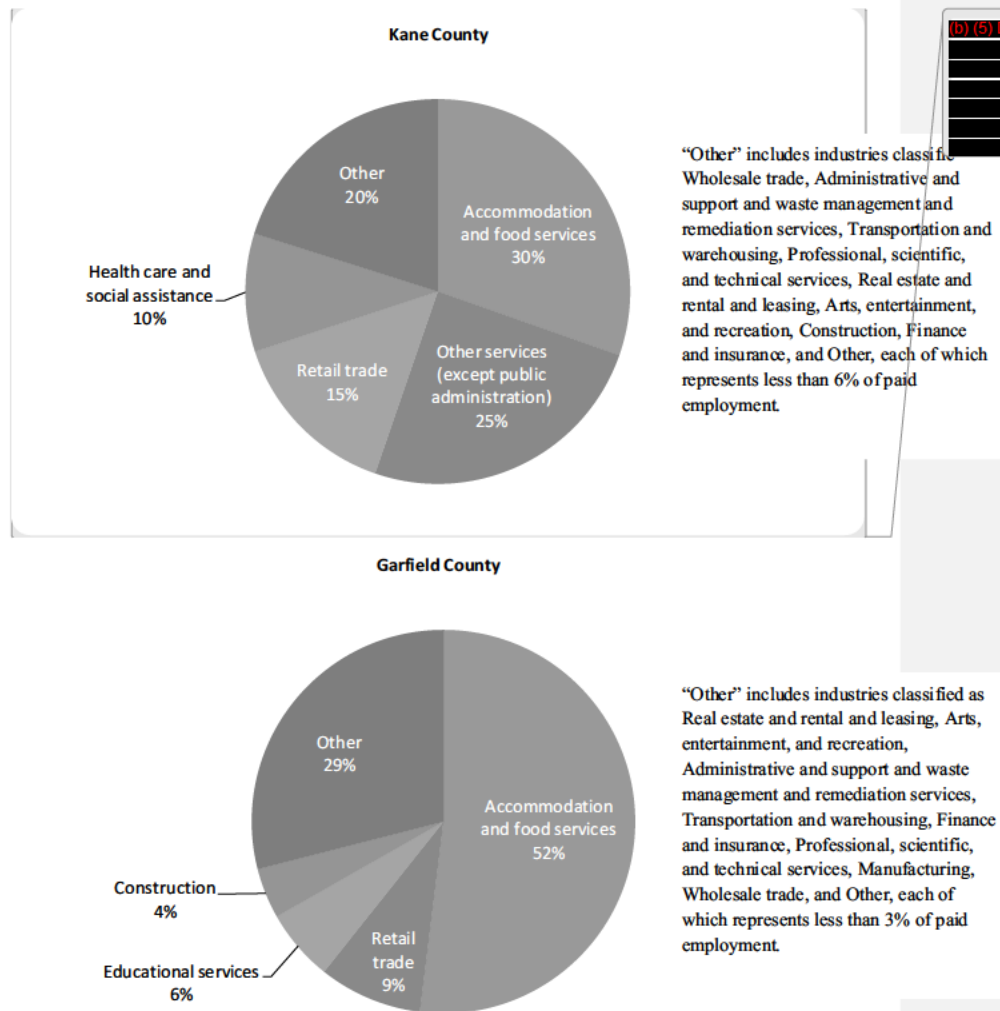 Kane County
(b) (5)
Other
20%
Accommodation
and food services
30%
Health care and
social assistance
10%
Retail trade
15%
Other services
(except public
administration)
25%
“Other” includes industries
Wholesale trade, Administrative and
support and waste management and
remediation services, Transportation and
warehousing, Professional, scientific,
and technical services, Real estate and
rental and leasing, Arts, entertainment,
and recreation, Construction, Finance
and insurance, and Other, each of which
represents less than 6% of paid
employment.
Garfield County
Other
29%
Accommodation
and food services
52%
Construction
4%
Educational services
6%
Retail
trade
9%
“Other” includes industries classified as
Real estate and rental and leasing, Arts,
entertainment, and recreation,
Administrative and support and waste
management and remediation services,
Transportation and warehousing, Finance
and insurance, Professional, scientific,
and technical services, Manufacturing,
Wholesale trade, and Other, each of
which represents less than 3% of paid
employment.